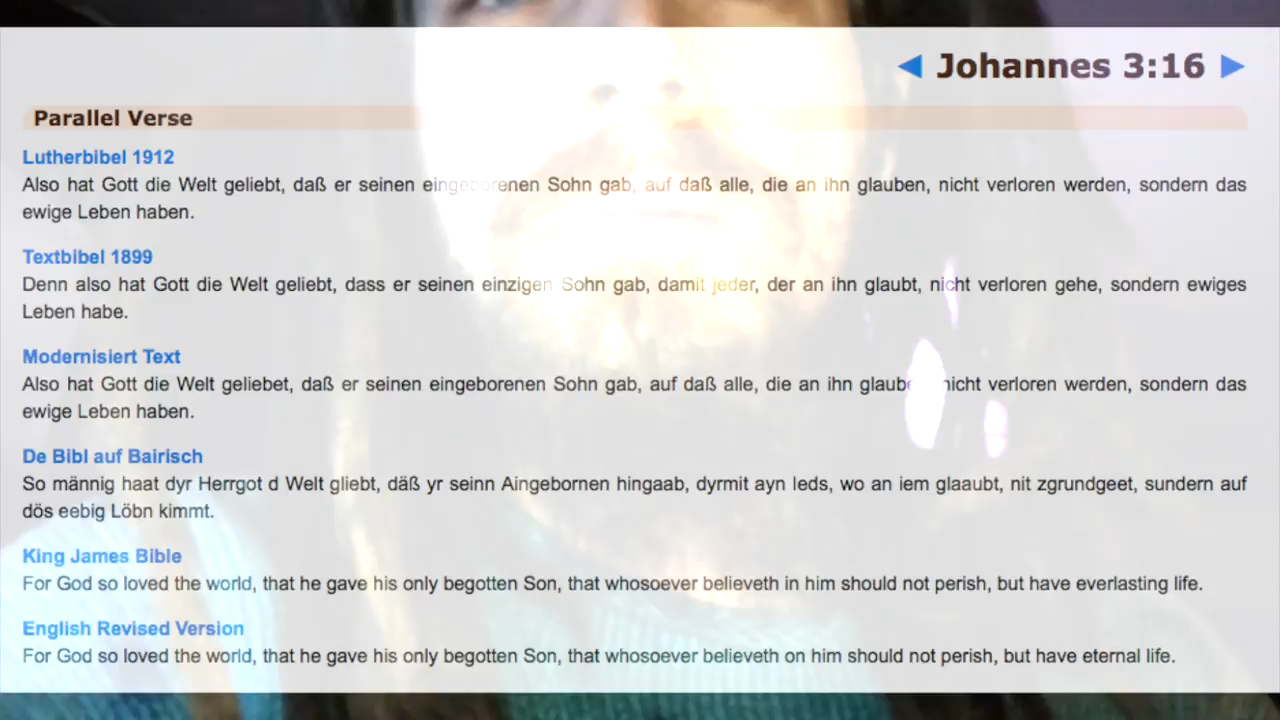 Johannes 3:16
Parallel Verse
Lutherbibel 1912
Also hat Gott die Welt geliebt, daß er seinen eingeborenen Sohn gab, auf daß alle, die an ihn glauben, nicht verloren werden, sondern das
ewige Leben haben.
Textbibel 1899
Denn also hat Gott die Welt geliebt, dass er seinen einzigen Sohn gab, damit jeder, der an ihn glaubt, nicht verloren gehe, sondern ewiges
Leben habe.
Modernisiert Text
Also hat Gott die Welt geliebet, daß er seinen eingeborenen Sohn gab, auf daß alle, die an ihn glauben, nicht verloren werden, sondern das
ewige Leben haben.
De Bibl auf Bairisch
So männig haat dyr Herrgot d Welt gliebt, däß yr seinn Aingebornen hingaab, dyrmit ayn Ieds, wo an iem glaaubt, nit zgrundgeet, sundern auf
dös eebig Löbn kimmt.
King James Bible
For God so loved the world, that he gave his only begotten Son, that whosoever believeth in him should not perish, but have everlasting life.
English Revised Version
For God so loved the world, that he gave his only begotten Son, that whosoever believeth on him should not perish, but have eternal life.